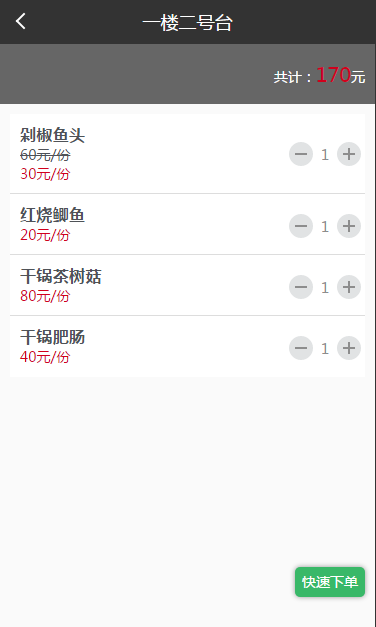 一楼二号台
共计：170元
剁椒鱼头
60元/份
30元/份
1
红烧鲫鱼
20元/份
1
干锅茶树菇
80元/份
1
干锅肥肠
40元/份
1
快速下单